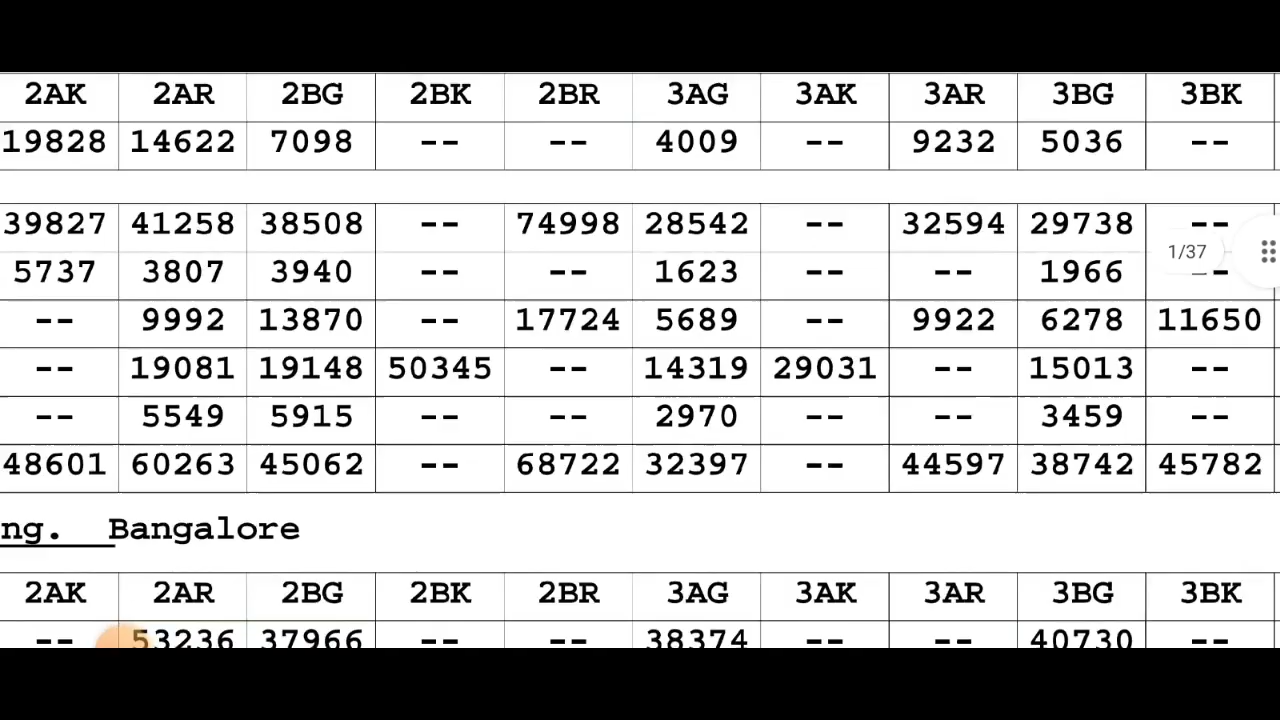 2AK 2AR 2BG 2BK 2BR 3AG 3AK 3AR 3BG 3BK
19828 14622 7098 -- -- 4009 -- 9232 5036 --
39827 41258 38508 -- 74998 28542 -- 32594 29738 --
1/37
5737 3807 3940 -- -- 1623 -- -- 1966 --
-- 9992 13870 -- 17724 5689 -- 9922 6278 11650
-- 19081 19148 50345 -- 14319 29031 -- 15013 --
-- 5549 5915 -- -- 2970 -- -- 3459 --
48601 60263 45062 -- 68722 32397 -- 44597 38742 45782
ng. Bangalore
2AK 2AR 2BG 2BK 2BR 3AG 3AK 3AR 3BG 3BK
-- 53236 37966 -- -- 38374 -- -- 40730 --